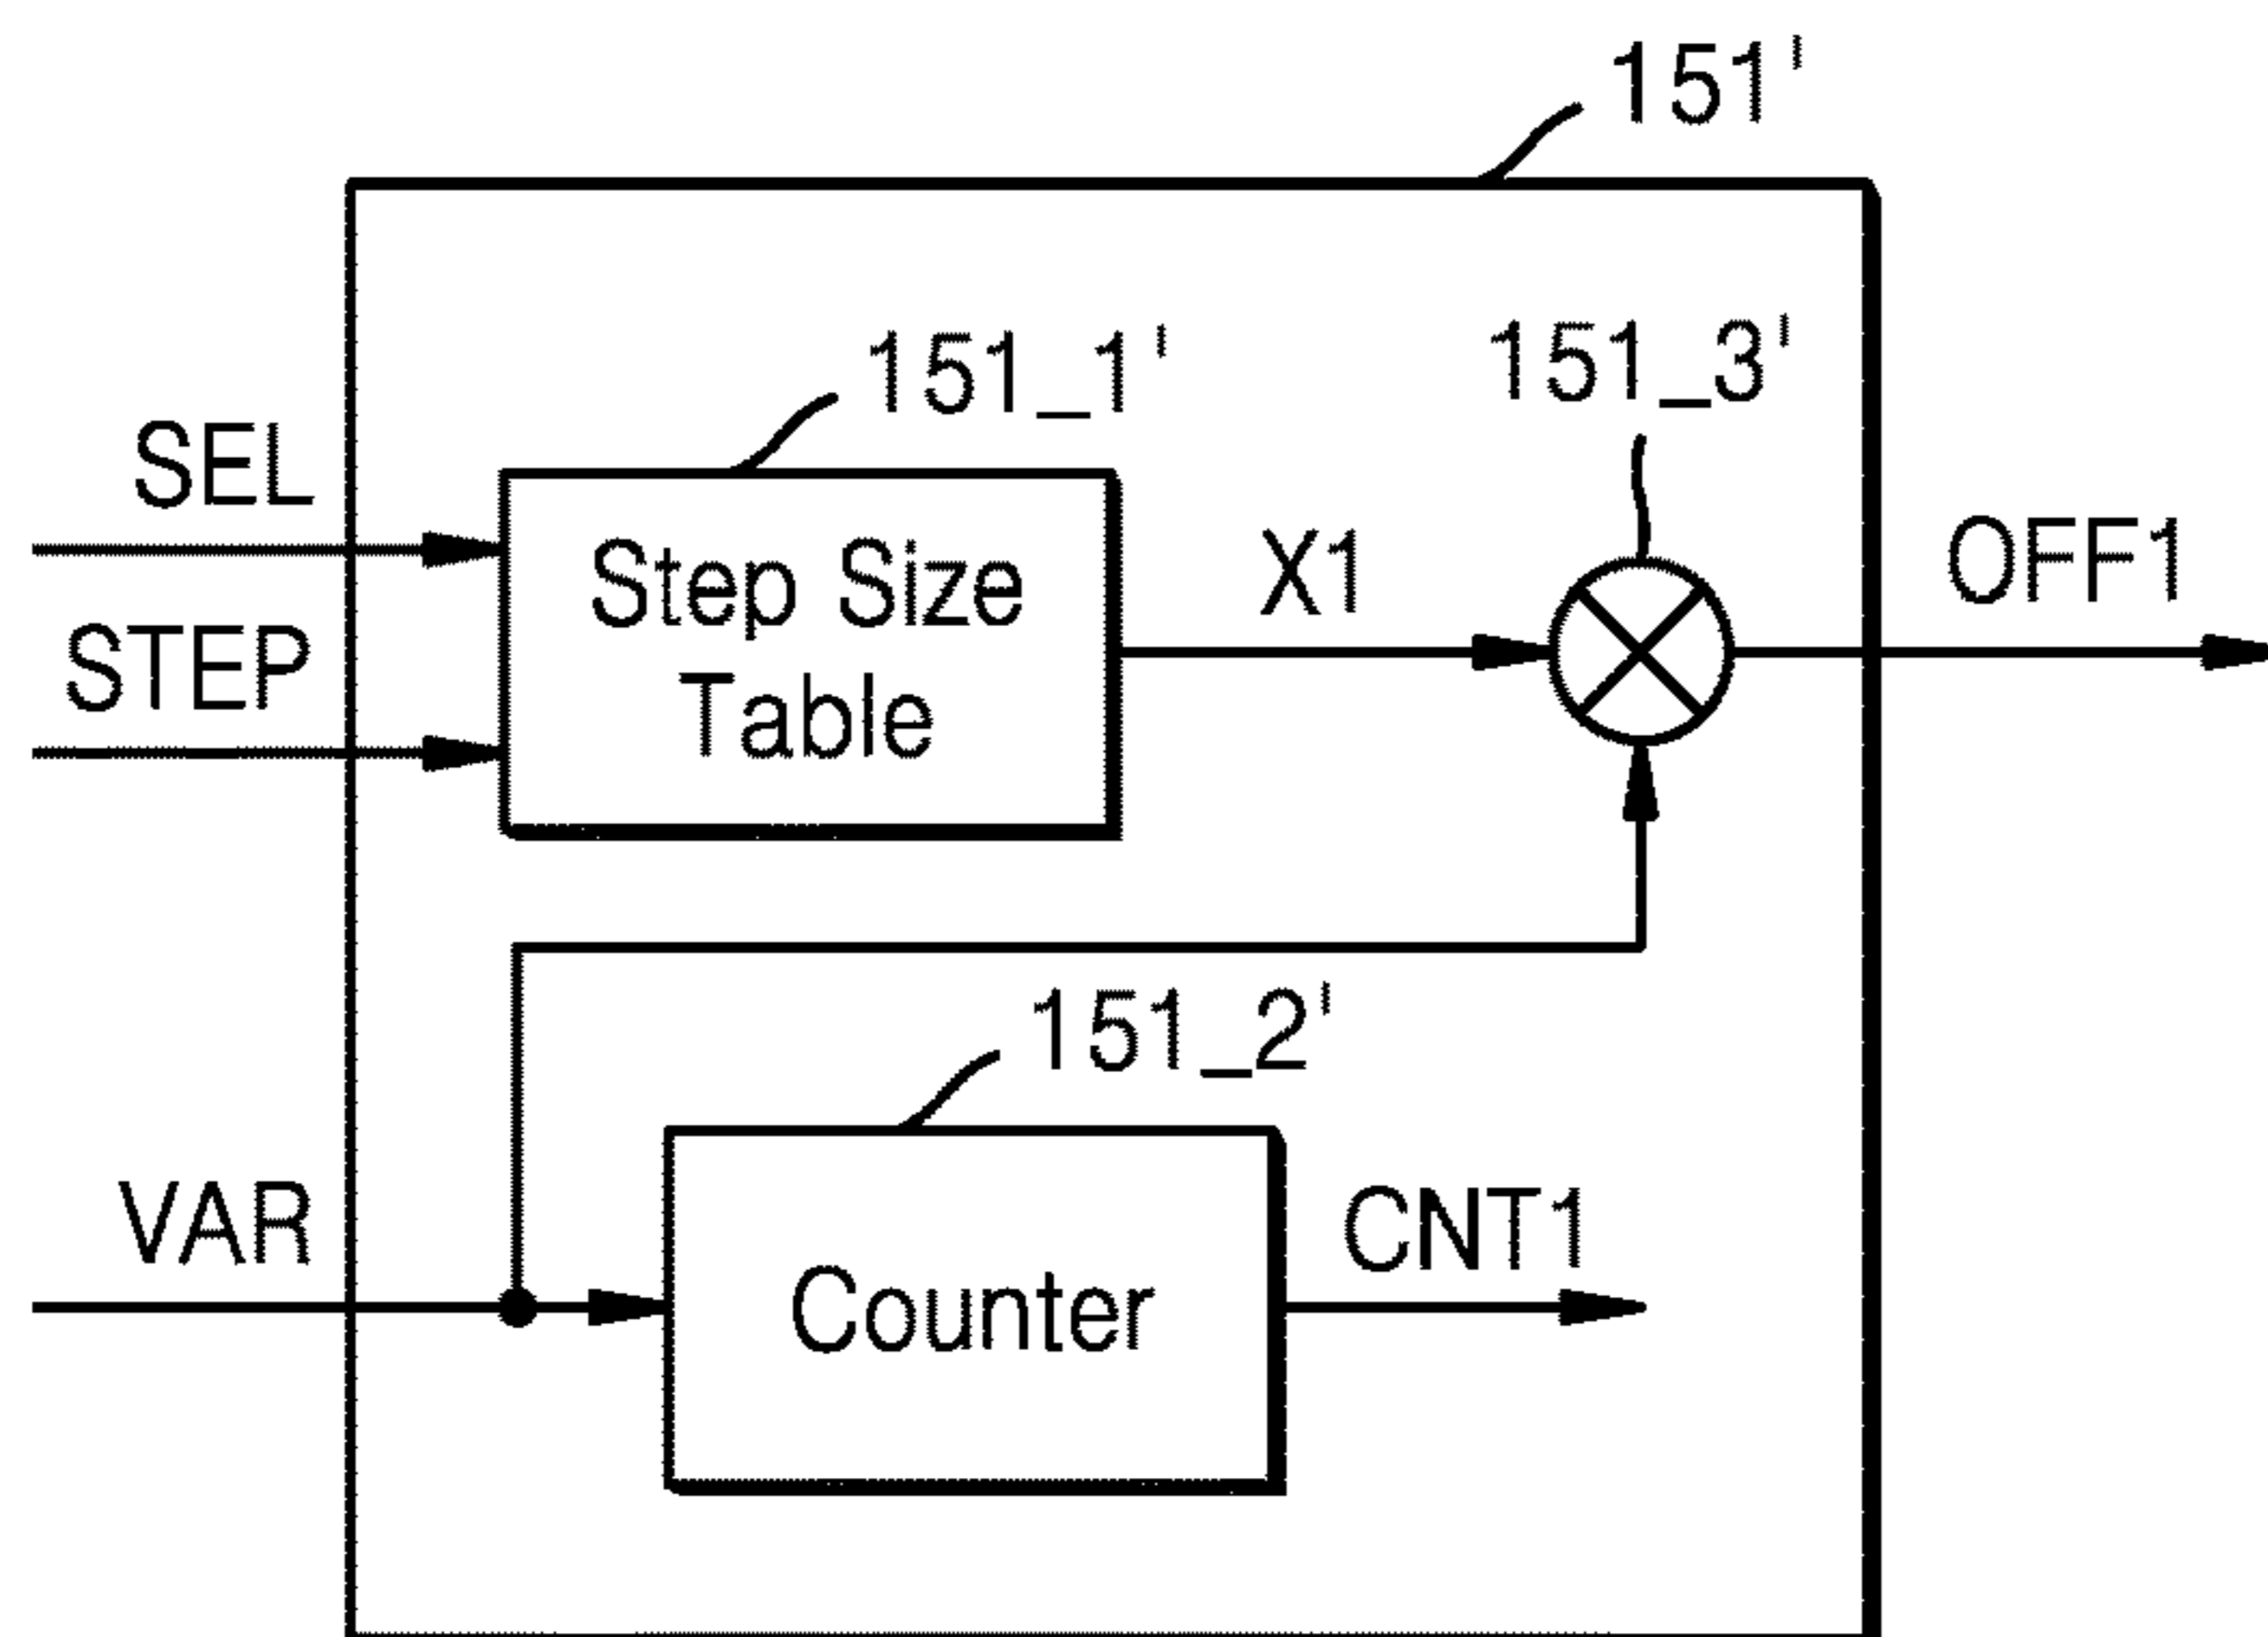 151'
151_1'
151_3'
SEL
STEP
Step Size
Table
X1
OFF1
151_2'
VAR
Counter
CNT1